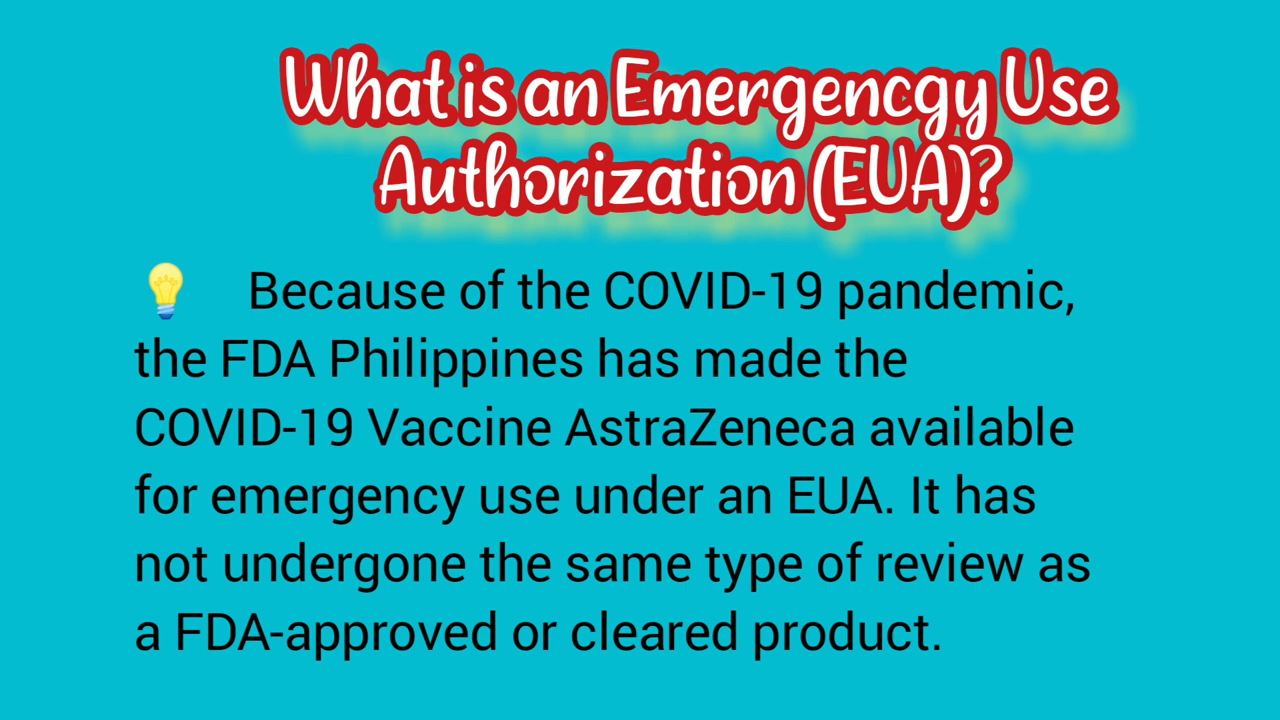 What is an Emergencgy Use
Authorization (EUA)?
Because of the COVID-19 pandemic,
the FDA Philippines has made the
COVID-19 Vaccine AstraZeneca available
for emergency use under an EUA. It has
not undergone the same type of review as
a FDA-approved or cleared product.